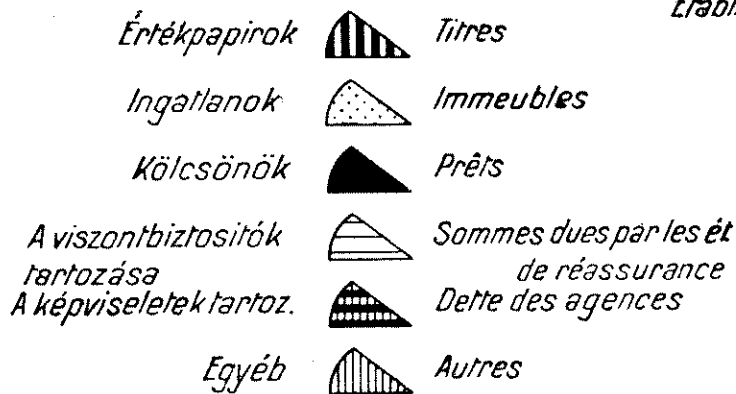 Értékpapirok Titres
Ingatlanok Immeubles
Kölcsönök Prêts
A viszontbiztositók Sommes dues par les ét
tartozása de réassurance
A képviseletek tartoz. Dette des agences
Egyéb Autres